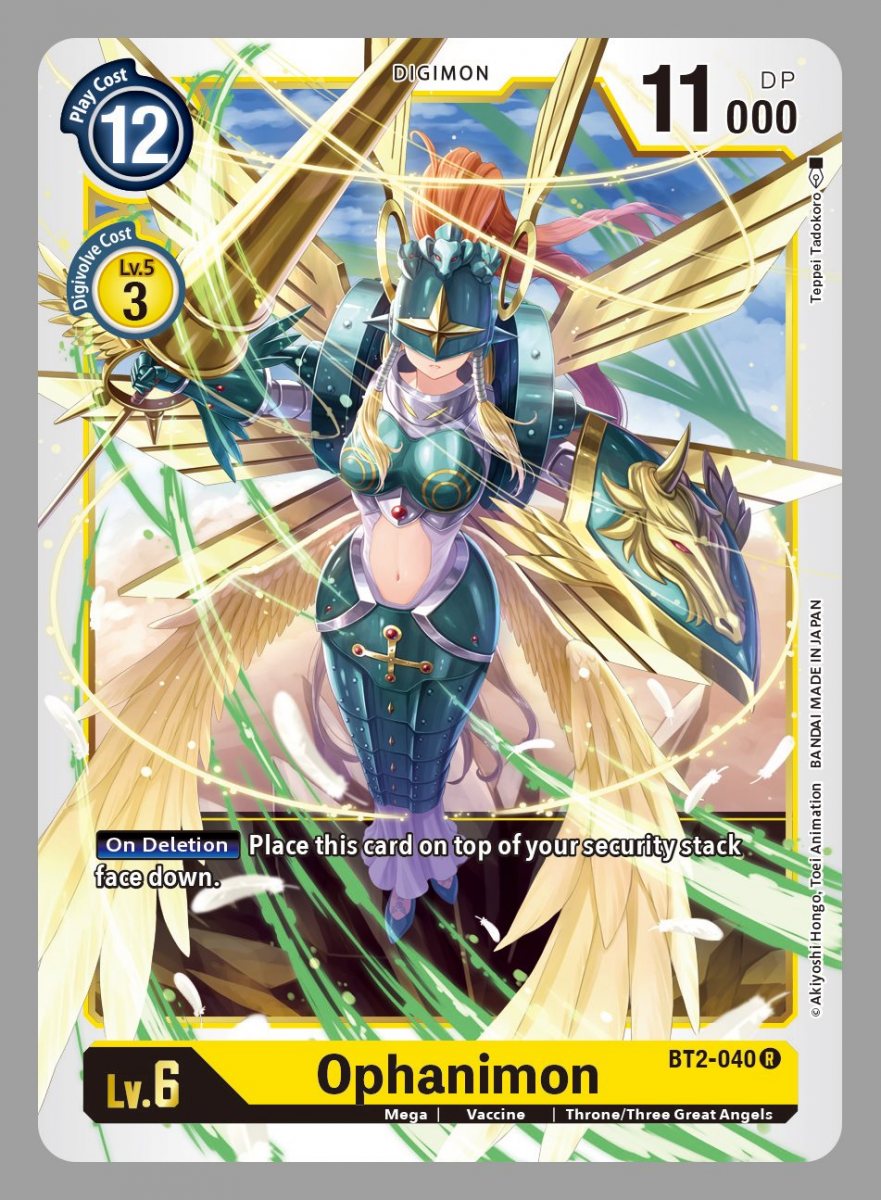 DIGIMON
Play Cost
12
DP
11000
Digivolve Cost
Lv.5
3
Teppei Tadokoro
BANDAI MADE IN JAPAN
© Akiyoshi Hongo, Toei Animation
On Deletion Place this card on top of your security stack
face down.
Lv.6
Ophanimon
BT2-040 R
Mega | Vaccine | Throne/Three Great Angels